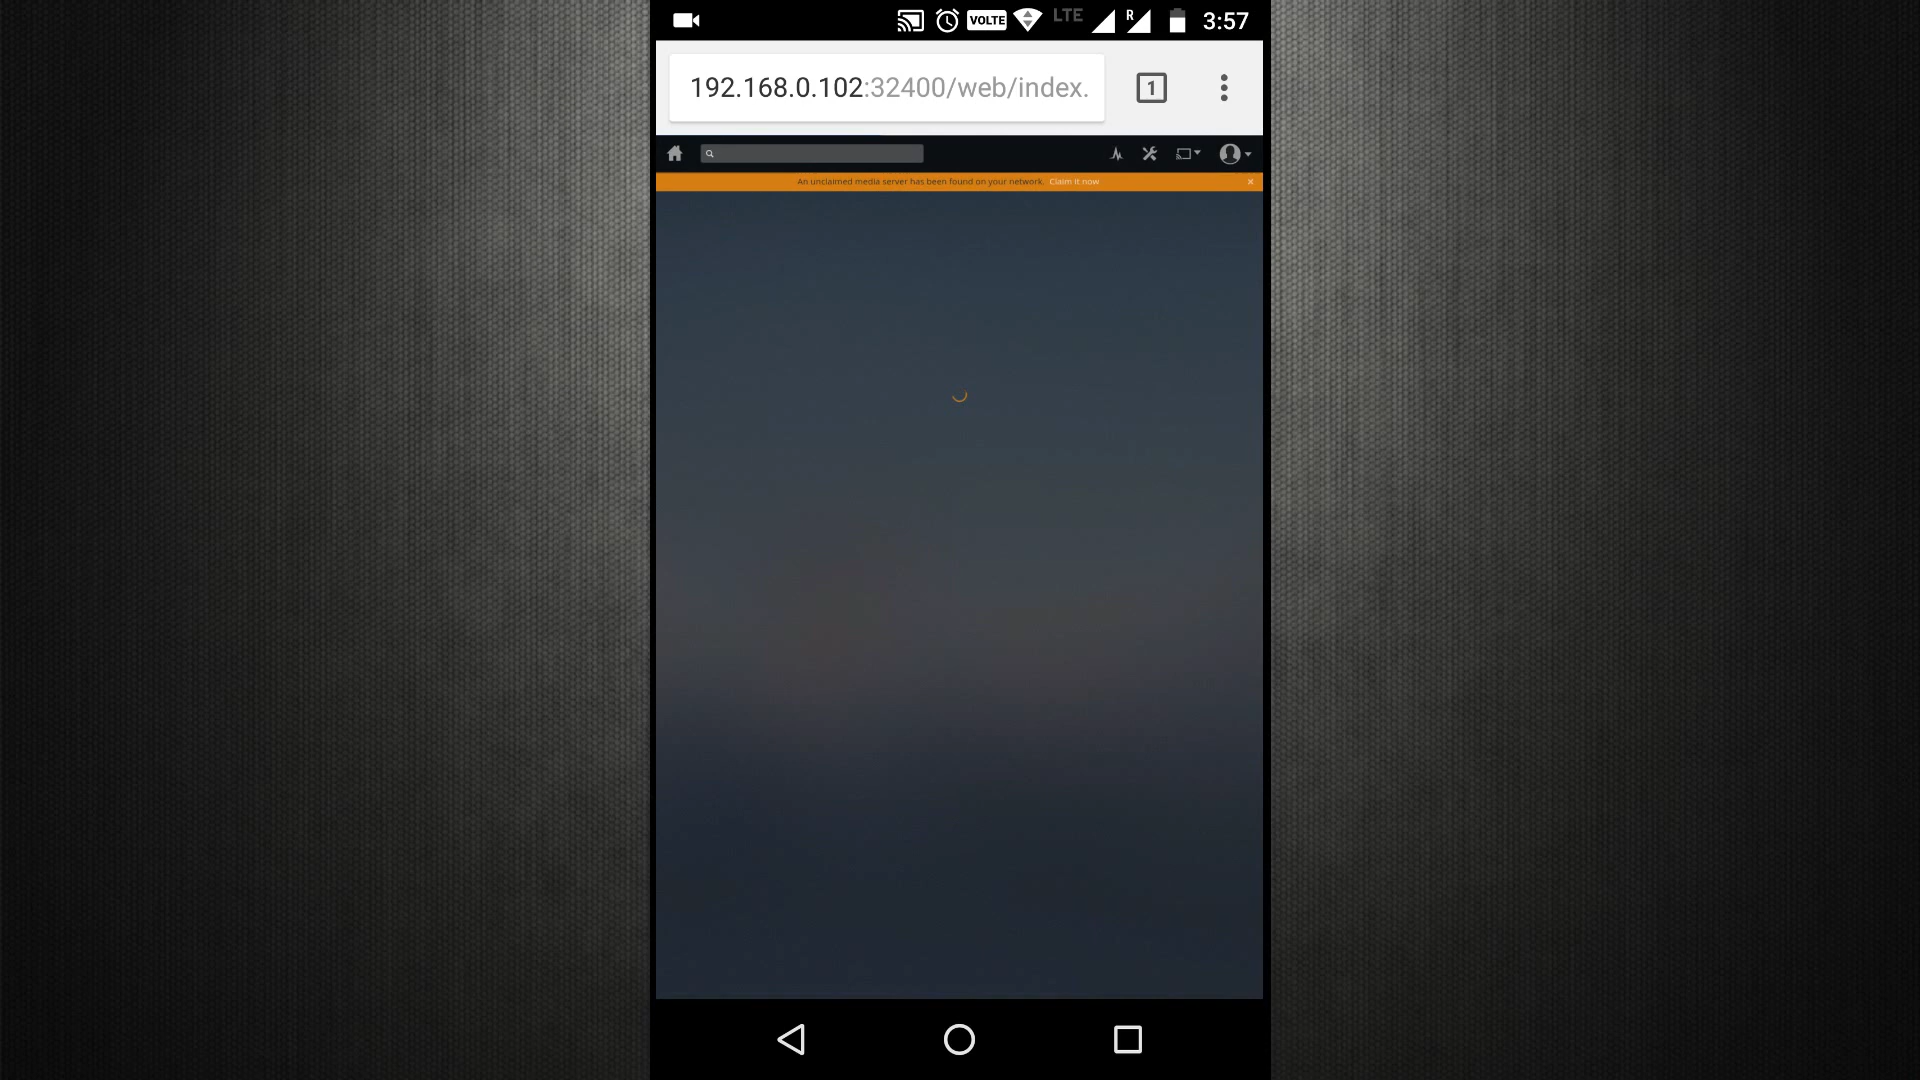 VOLTE LTE R 3:57
192.168.0.102:32400/web/index.
1
An unclaimed media server has been found on your network. Claim it now